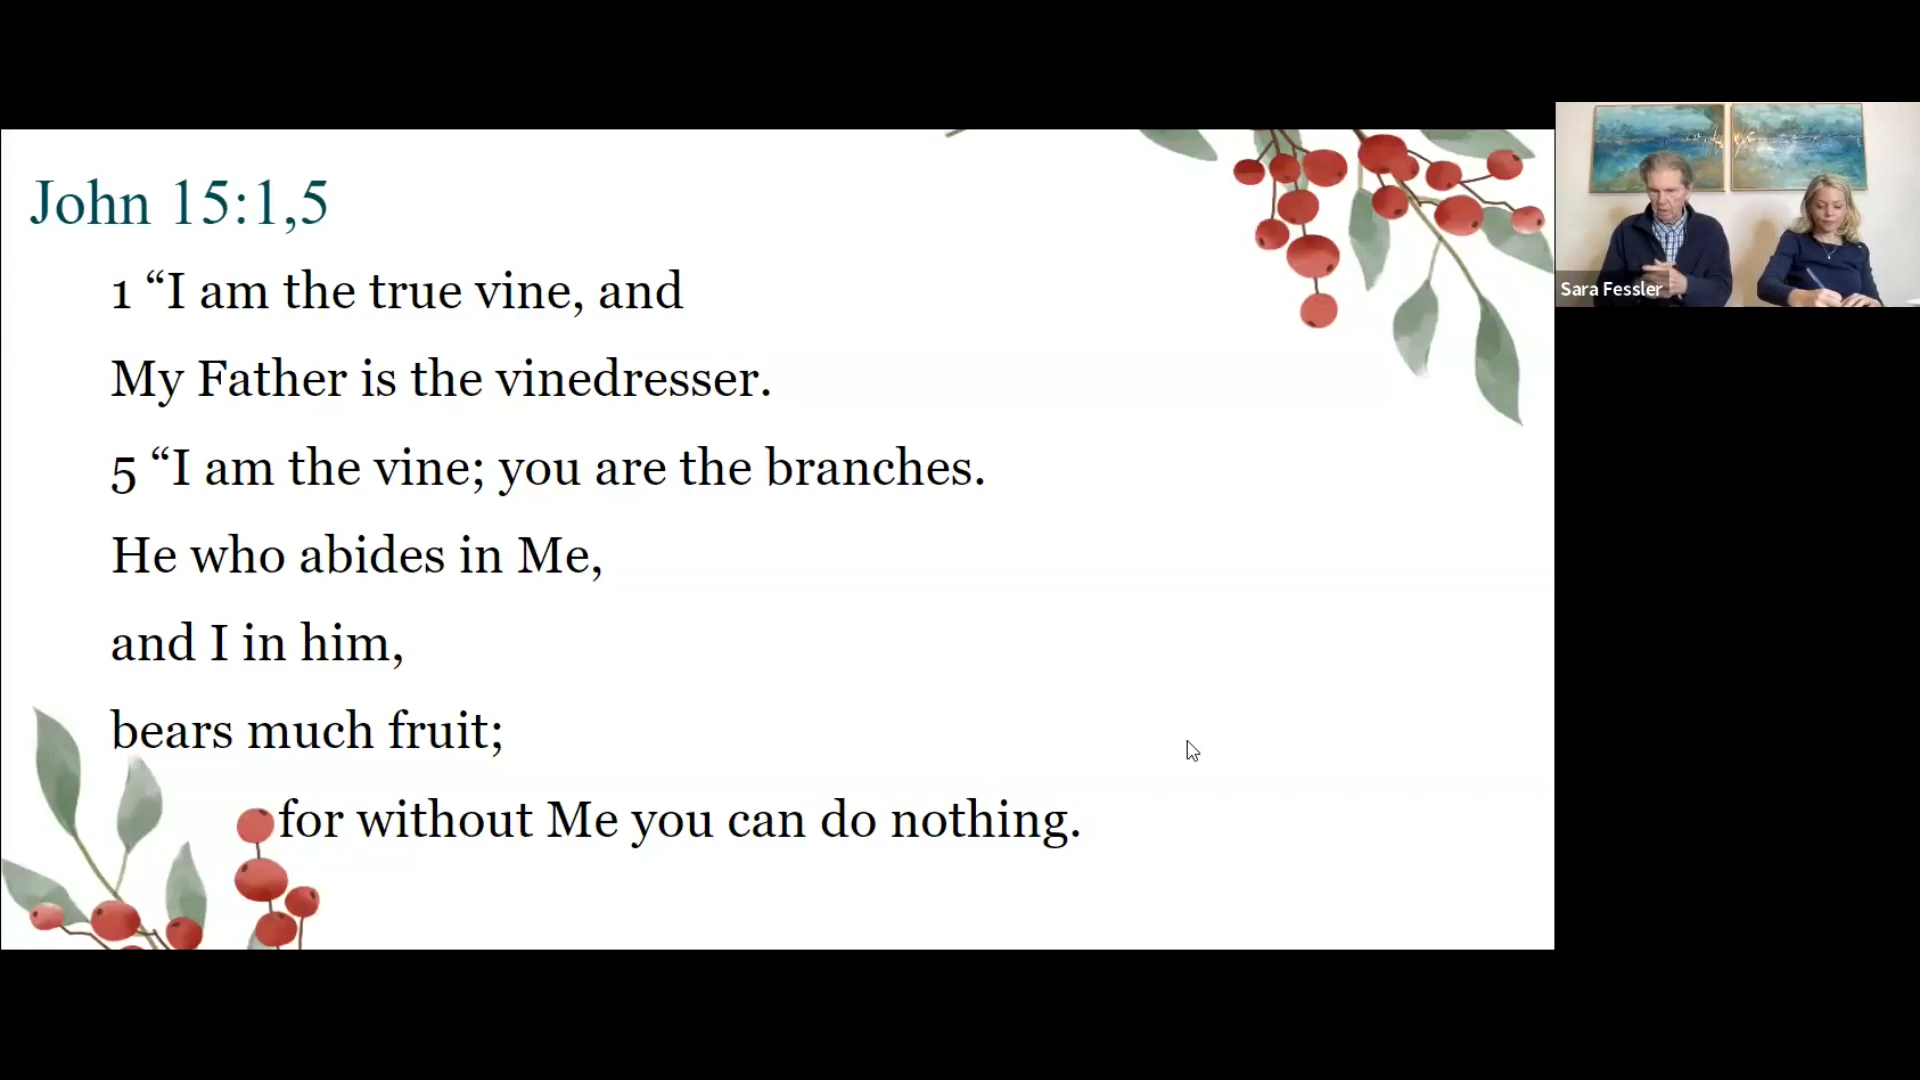 John 15:1,5
1 “I am the true vine, and
My Father is the vinedresser.
5 “I am the vine; you are the branches.
He who abides in Me,
and I in him,
bears much fruit;
for without Me you can do nothing.
Sara Fessler